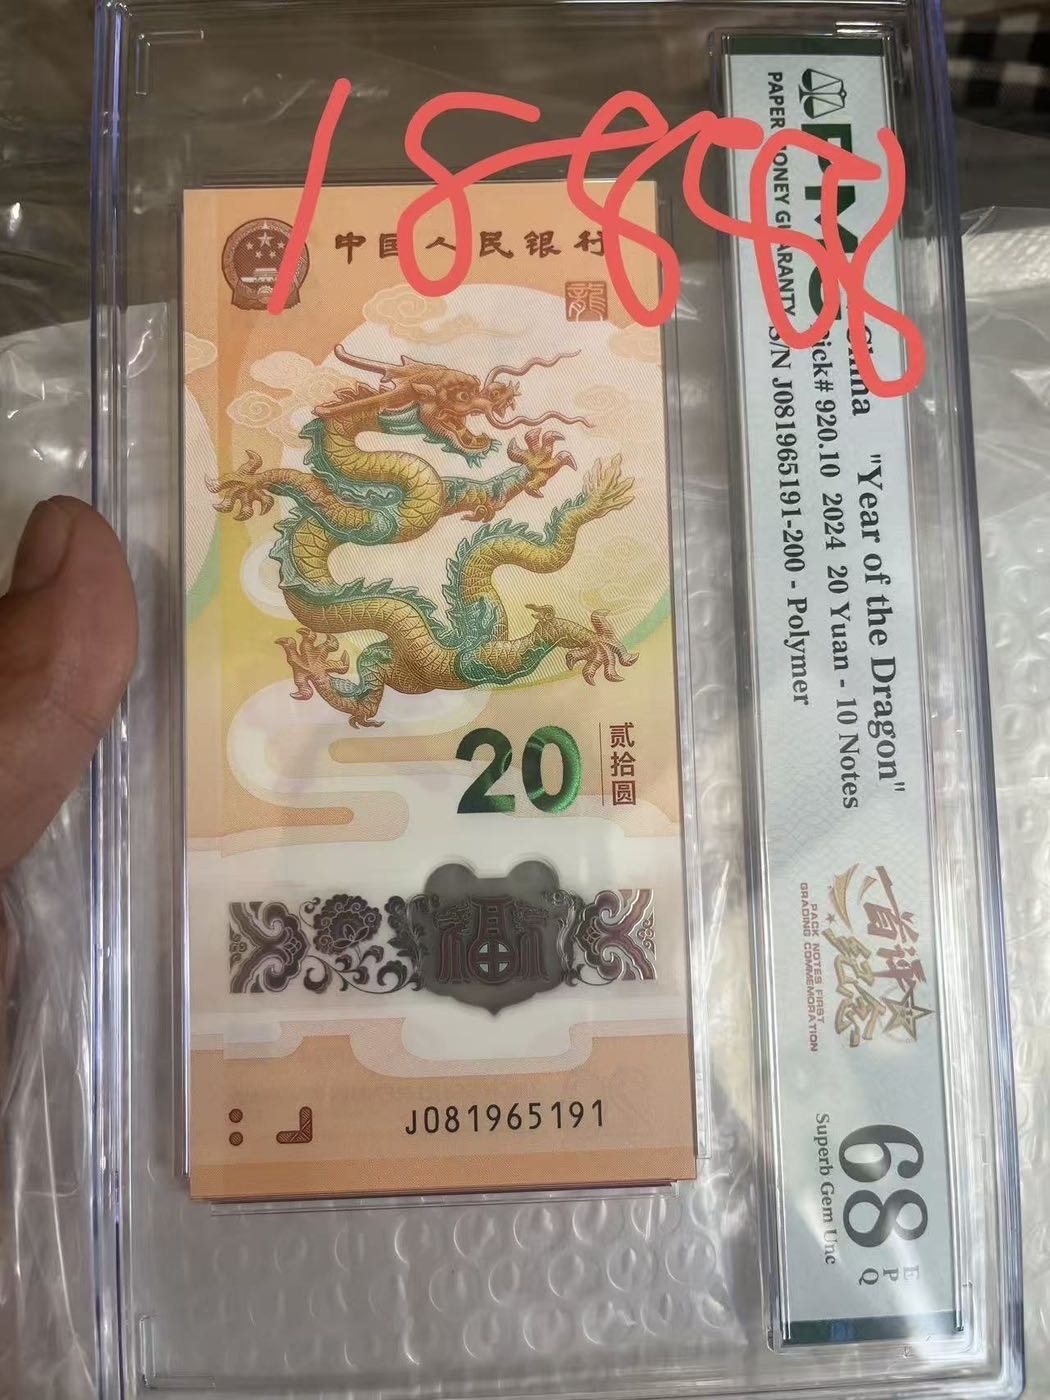 18888
中国人民银行
龍
20
贰拾圆
福
J081965191
PMG
PAPER MONEY GUARANTY
China "Year of the Dragon"
Pick# 920.10 2024 20 Yuan - 10 Notes
S/N J081965191-200 - Polymer
首评纪念
PACK NOTES FIRST
GRADING COMMEMORATION
68
EPQ
Superb Gem Unc